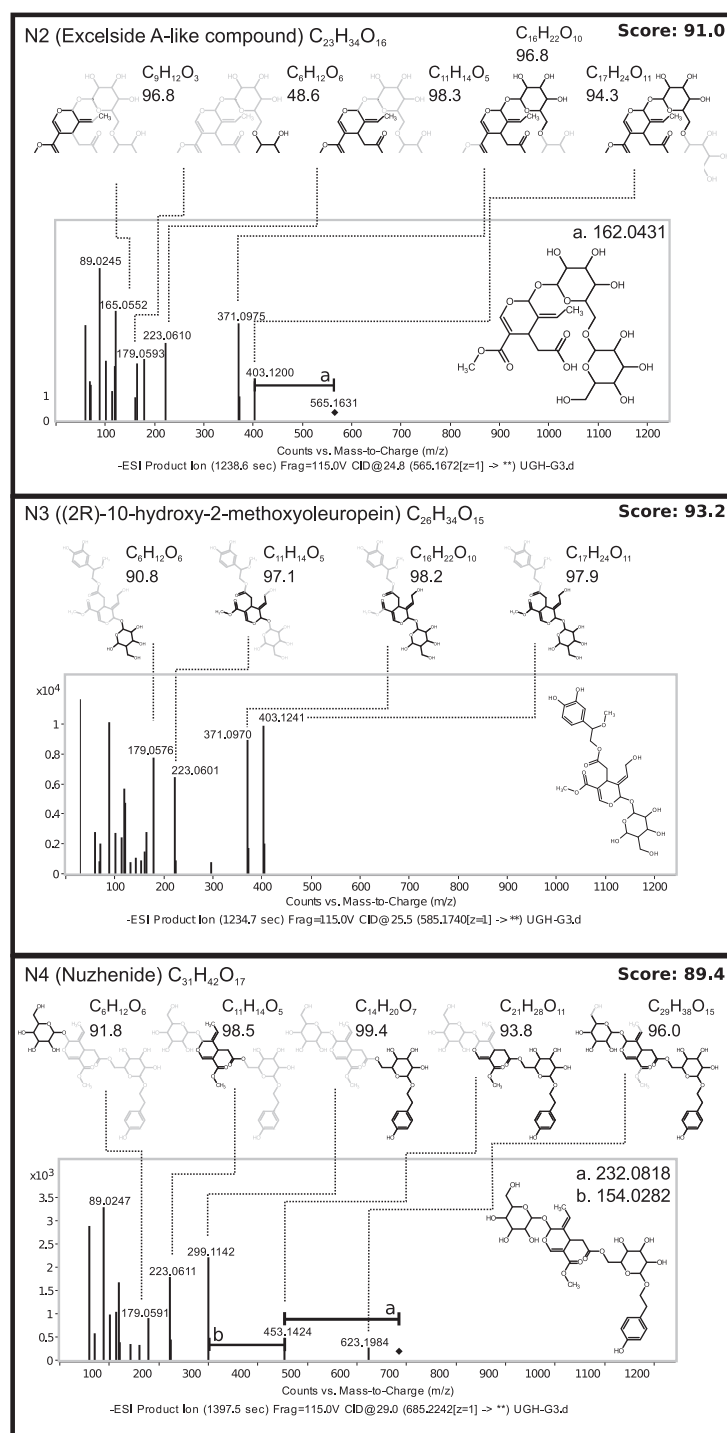 N2 (Excelside A-like compound) C₂₃H₃₄O₁₆
Score: 91.0
C₉H₁₂O₃
96.8
C₆H₁₂O₆
48.6
C₁₁H₁₄O₅
98.3
C₁₆H₂₂O₁₀
96.8
C₁₇H₂₄O₁₁
94.3
a. 162.0431
89.0245
165.0552
179.0593
223.0610
371.0975
403.1200
a
565.1631
1
0
100 200 300 400 500 600 700 800 900 1000 1100 1200
Counts vs. Mass-to-Charge (m/z)
-ESI Product Ion (1238.6 sec) Frag=115.0V CID@24.8 (565.1672[z=1] -> **) UGH-G3.d
N3 ((2R)-10-hydroxy-2-methoxyoleuropein) C₂₆H₃₄O₁₅
Score: 93.2
C₆H₁₂O₆
90.8
C₁₁H₁₄O₅
97.1
C₁₆H₂₂O₁₀
98.2
C₁₇H₂₄O₁₁
97.9
x10⁴
1
0.8
0.6
0.4
0.2
0
179.0576
223.0601
371.0970
403.1241
100 200 300 400 500 600 700 800 900 1000 1100 1200
Counts vs. Mass-to-Charge (m/z)
-ESI Product Ion (1234.7 sec) Frag=115.0V CID@25.5 (585.1740[z=1] -> **) UGH-G3.d
N4 (Nuzhenide) C₃₁H₄₂O₁₇
Score: 89.4
C₆H₁₂O₆
91.8
C₁₁H₁₄O₅
98.5
C₁₄H₂₀O₇
99.4
C₂₁H₂₈O₁₁
93.8
C₂₉H₃₈O₁₅
96.0
x10³
3.5
3
2.5
2
1.5
1
0.5
0
a. 232.0818
b. 154.0282
89.0247
179.0591
223.0611
299.1142
b
453.1424
a
623.1984
100 200 300 400 500 600 700 800 900 1000 1100 1200
Counts vs. Mass-to-Charge (m/z)
-ESI Product Ion (1397.5 sec) Frag=115.0V CID@29.0 (685.2242[z=1] -> **) UGH-G3.d